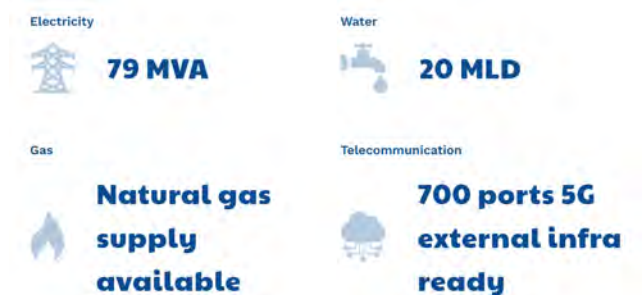 Electricity
79 MVA
Water
20 MLD
Gas
Natural gas
supply
available
Telecommunication
700 ports 5G
external infra
ready